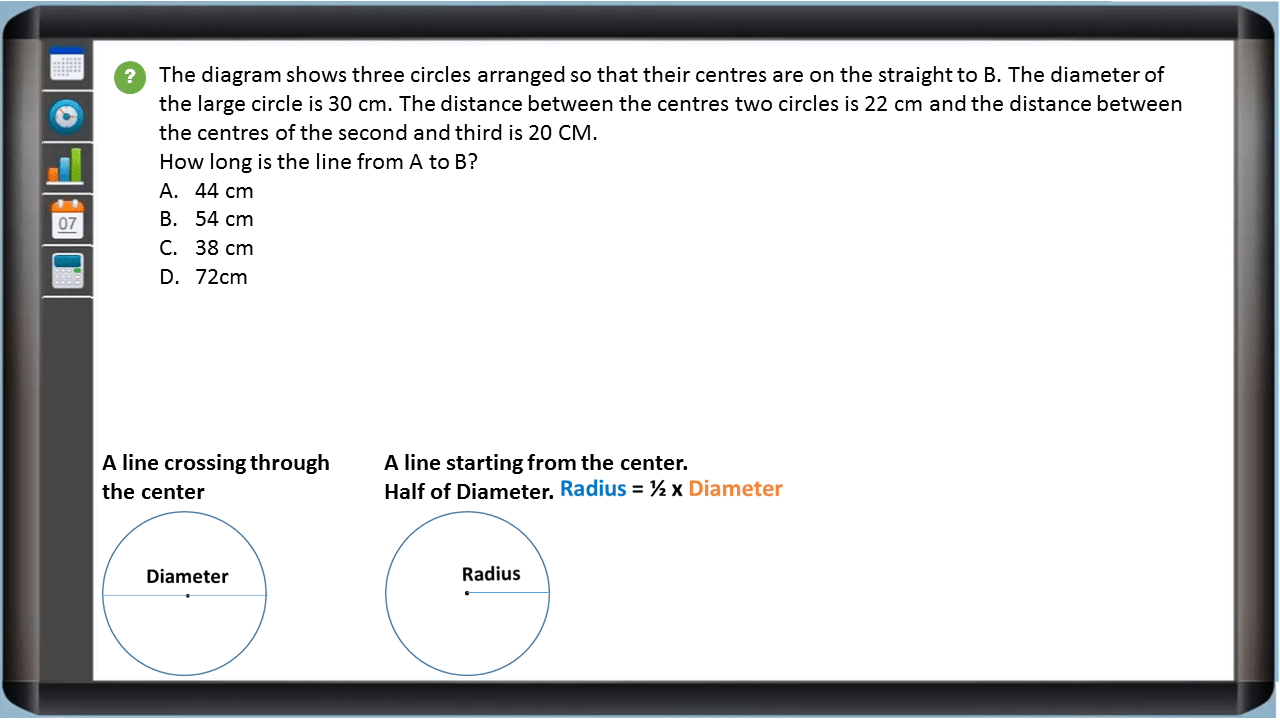 07
? The diagram shows three circles arranged so that their centres are on the straight to B. The diameter of
the large circle is 30 cm. The distance between the centres two circles is 22 cm and the distance between
the centres of the second and third is 20 CM.
How long is the line from A to B?
A. 44 cm
B. 54 cm
C. 38 cm
D. 72cm
A line crossing through
the center
Diameter
A line starting from the center.
Half of Diameter. Radius = ½ x Diameter
Radius